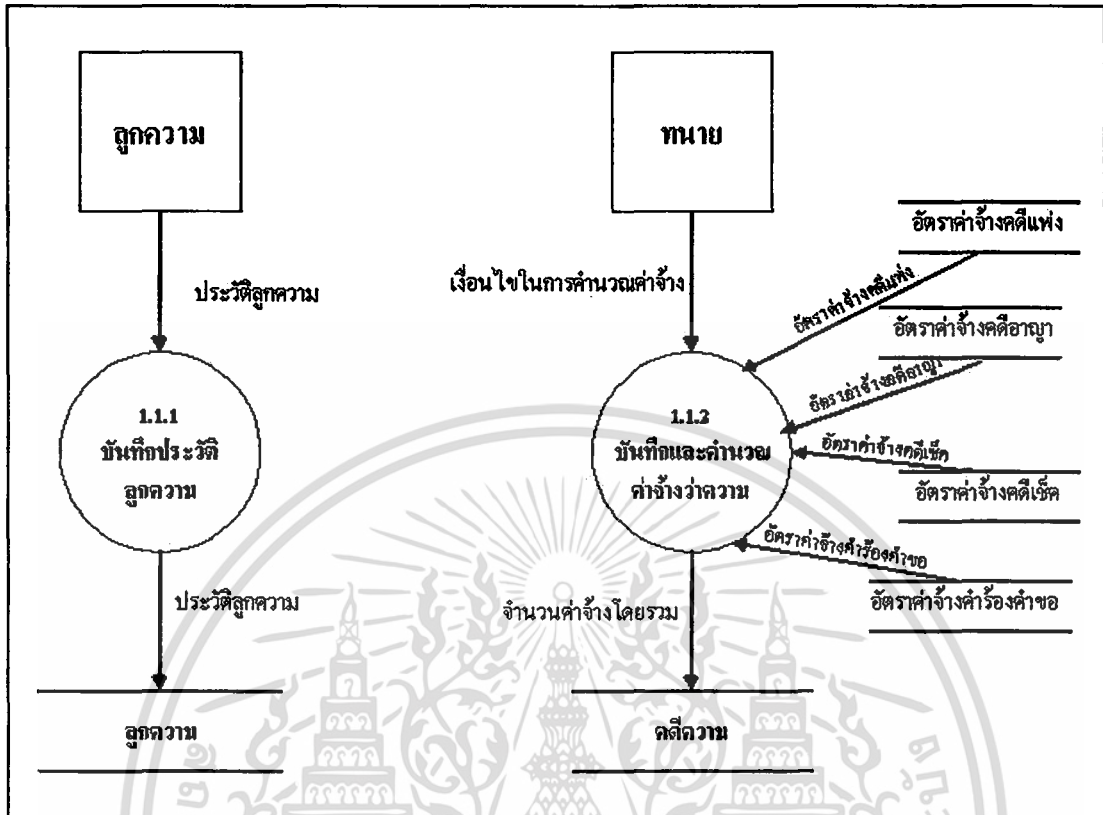 ลูกความ
ทนาย
อัตราค่าจ้างคดีแพ่ง
ประวัติลูกความ
เงื่อนไขในการคำนวณค่าจ้าง
อัตราค่าจ้างคดีแพ่ง
อัตราค่าจ้างคดีอาญา
อัตราค่าจ้างคดีอาญา
1.1.1
บันทึกประวัติ
ลูกความ
1.1.2
บันทึกและคำนวณ
ค่าจ้างว่าความ
อัตราค่าจ้างคดีเช็ค
อัตราค่าจ้างคดีเช็ค
อัตราค่าจ้างคำร้องคำขอ
อัตราค่าจ้างคำร้องคำขอ
ประวัติลูกความ
จำนวนค่าจ้างโดยรวม
ลูกความ
คดีความ